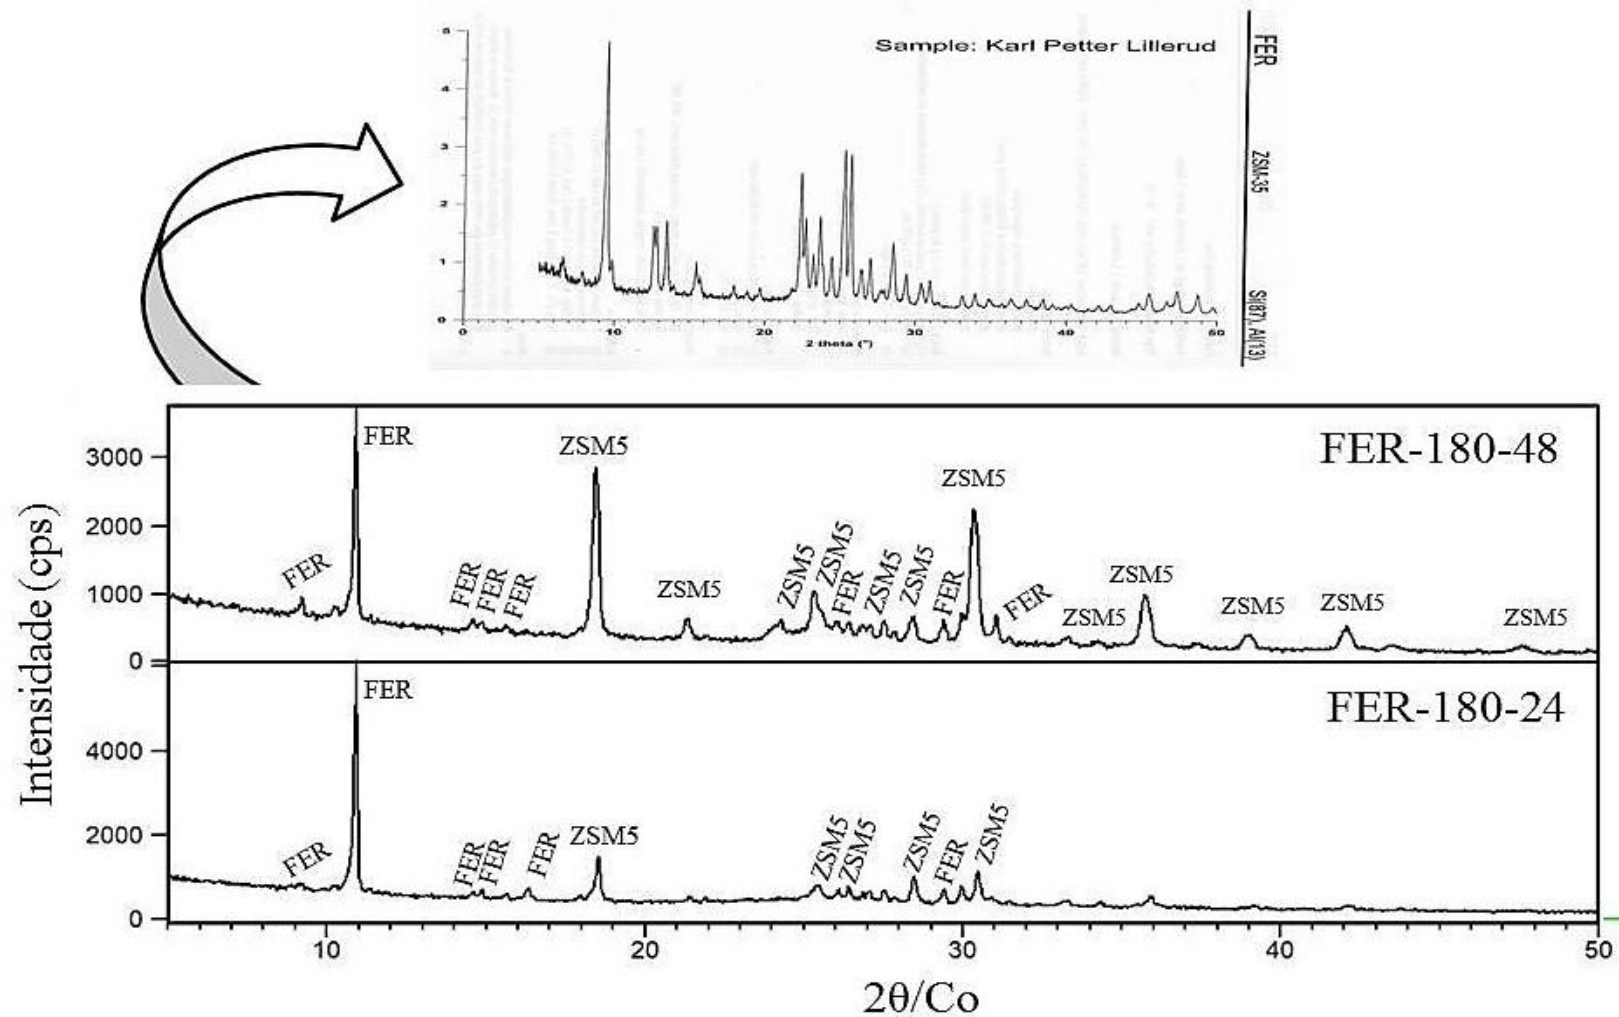 Sample: Karl Petter Lillerud
FER
ZSM-35
Si(87), Al(13)
5
4
3
2
1
0
0 10 20 30 40 50
2 theta (°)
Intensidade (cps)
FER-180-48
3000
2000
1000
0
FER
FER
FER
FER
FER
ZSM5
ZSM5
ZSM5
ZSM5
FER
ZSM5
ZSM5
FER
ZSM5
FER
ZSM5
ZSM5
ZSM5
ZSM5
ZSM5
FER-180-24
4000
2000
0
FER
FER
FER
FER
FER
ZSM5
ZSM5
ZSM5
ZSM5
FER
ZSM5
10 20 30 40 50
2θ/Co